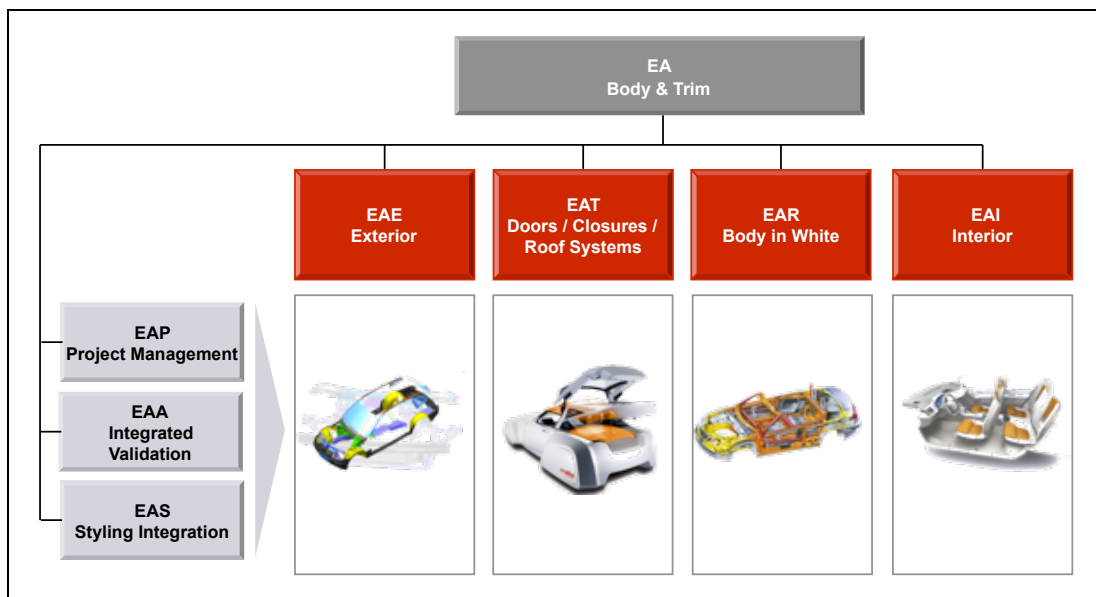 EA
Body & Trim
EAE
Exterior
EAT
Doors / Closures /
Roof Systems
EAR
Body in White
EAI
Interior
EAP
Project Management
EAA
Integrated
Validation
EAS
Styling Integration